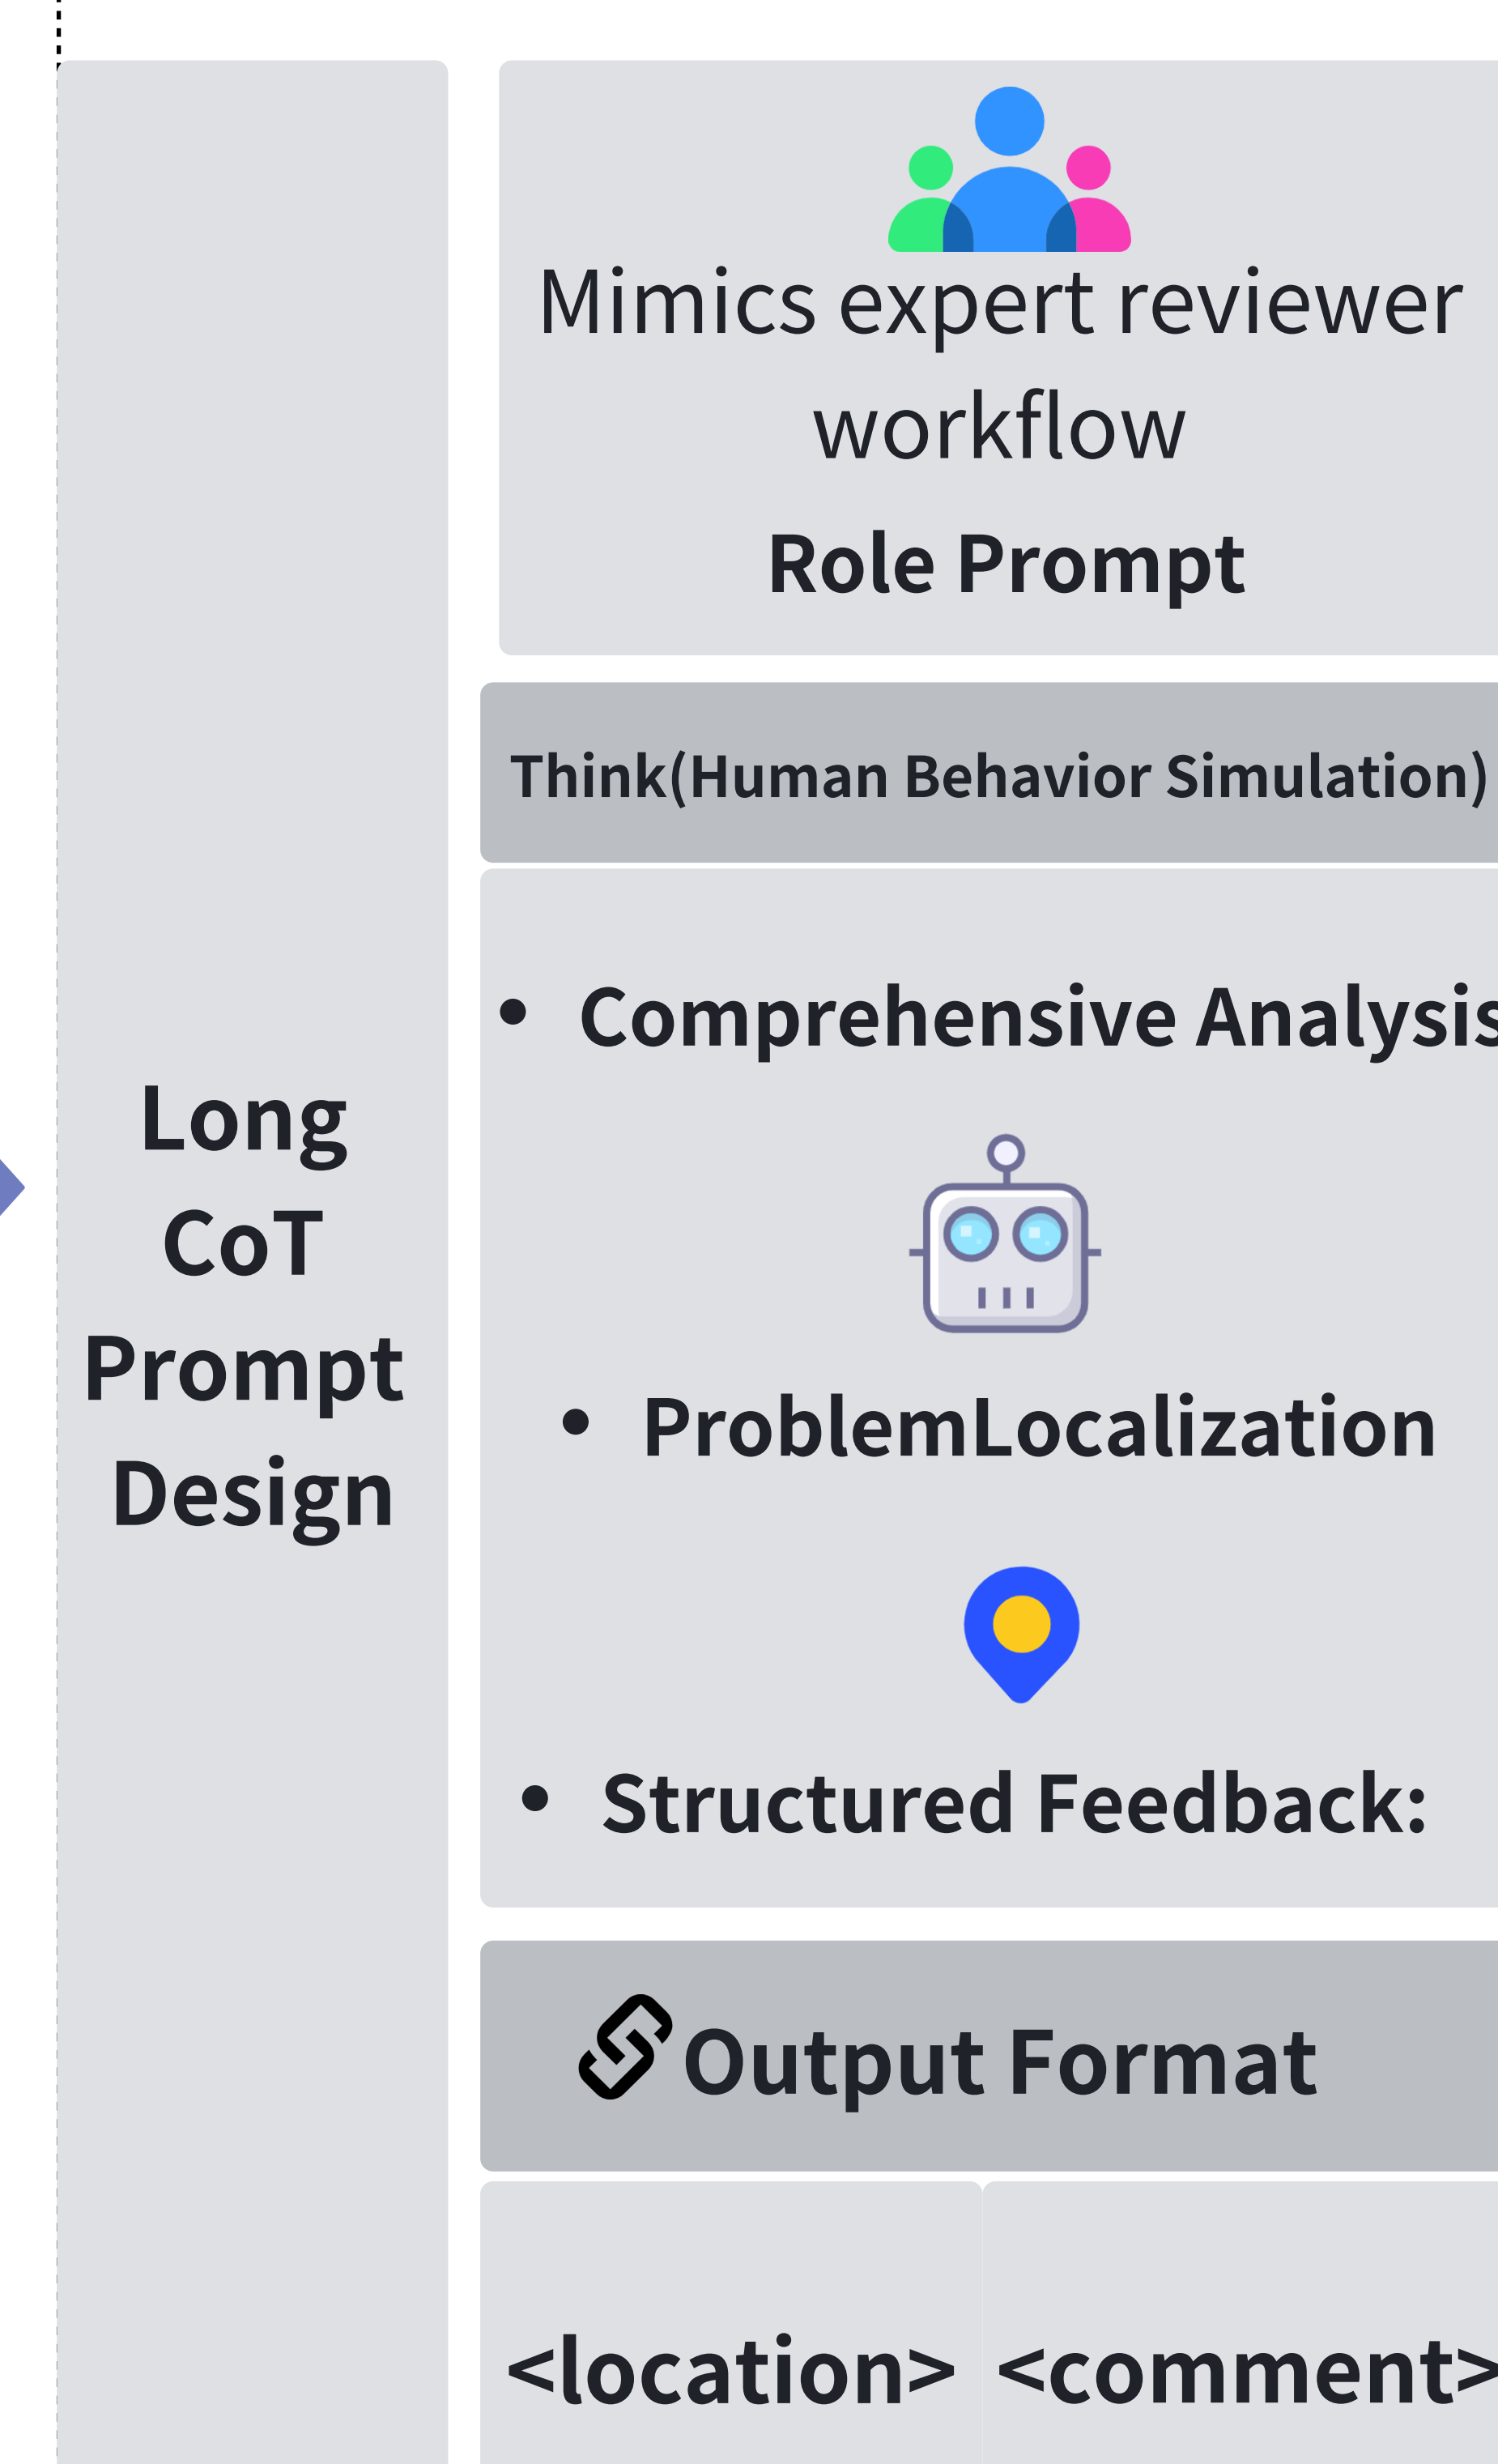 Long
CoT
Prompt
Design
Mimics expert reviewer
workflow
Role Prompt
Think(Human Behavior Simulation)
• Comprehensive Analysis
• ProblemLocalization
• Structured Feedback:
Output Format
<location> <comment>